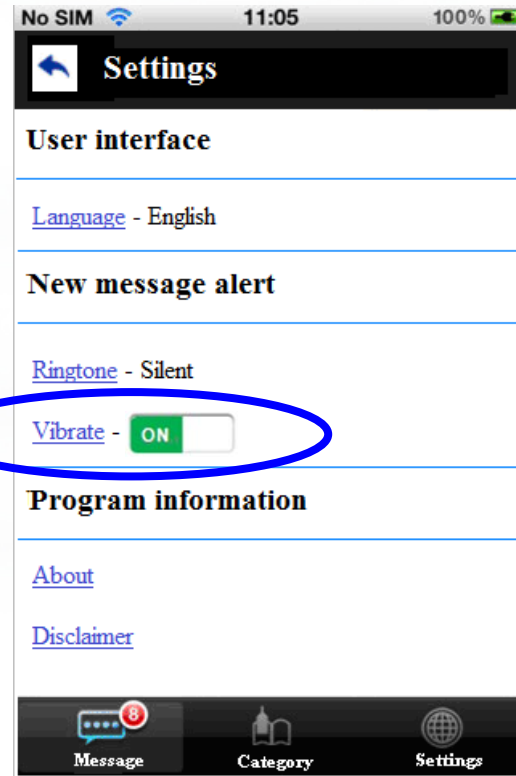 No SIM 11:05 100%
Settings
User interface
Language - English
New message alert
Ringtone - Silent
Vibrate - ON
Program information
About
Disclaimer
8
Message Category Settings